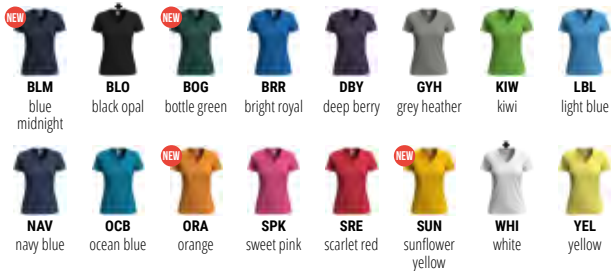 NEW
NEW
BLM BLO BOG BRR DBY GYH KIW LBL
blue midnight black opal bottle green bright royal deep berry grey heather kiwi light blue
NEW
NEW
NAV OCB ORA SPK SRE SUN WHI YEL
navy blue ocean blue orange sweet pink scarlet red sunflower yellow white yellow